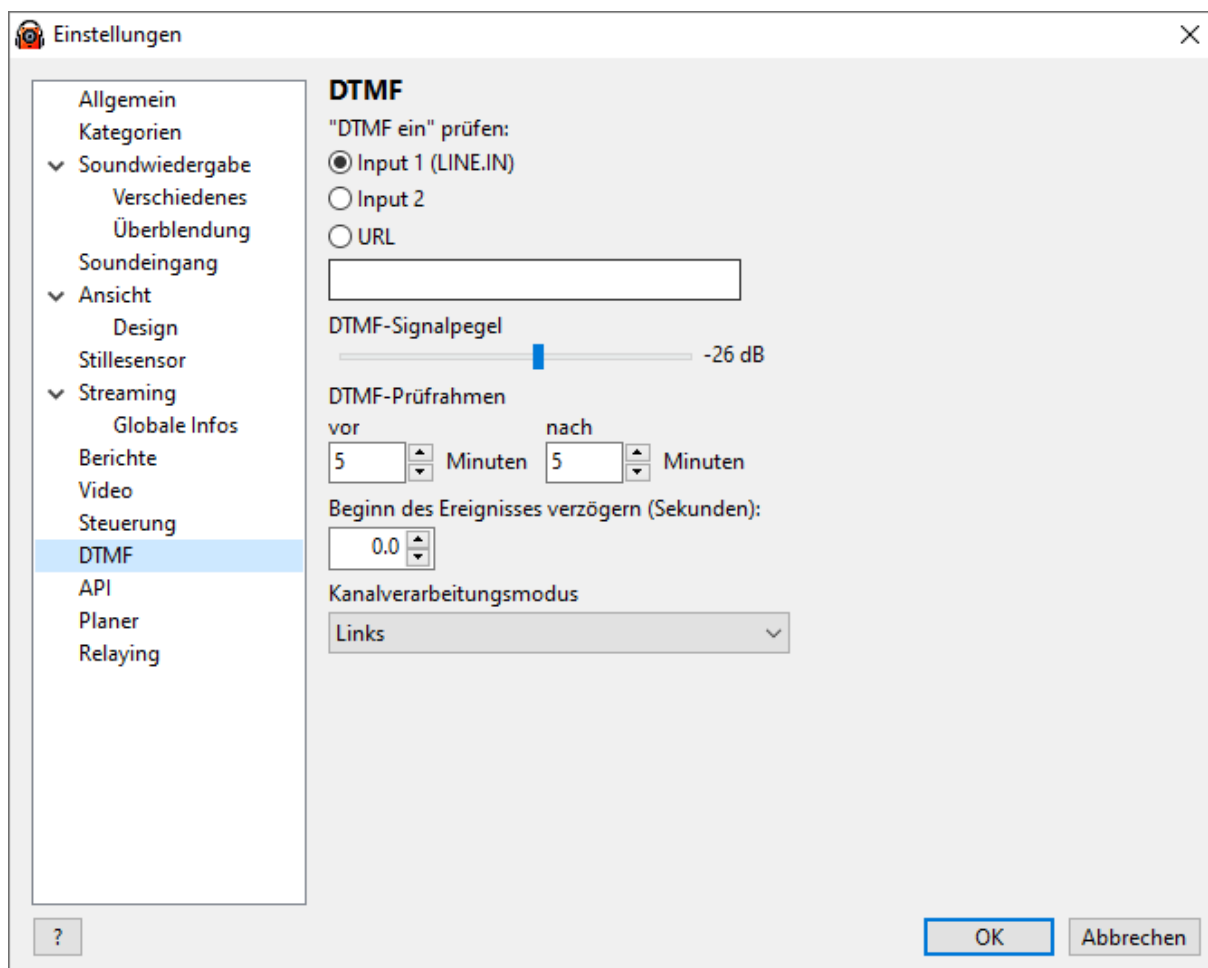 Einstellungen
Allgemein
Kategorien
Soundwiedergabe
Verschiedenes
Überblendung
Soundeingang
Ansicht
Design
Stillesensor
Streaming
Globale Infos
Berichte
Video
Steuerung
DTMF
API
Planer
Relaying
DTMF
"DTMF ein" prüfen:
Input 1 (LINE.IN)
Input 2
URL
DTMF-Signalpegel
-26 dB
DTMF-Prüfrahmen
vor nach
5 Minuten 5 Minuten
Beginn des Ereignisses verzögern (Sekunden):
0.0
Kanalverarbeitungsmodus
Links
? OK Abbrechen